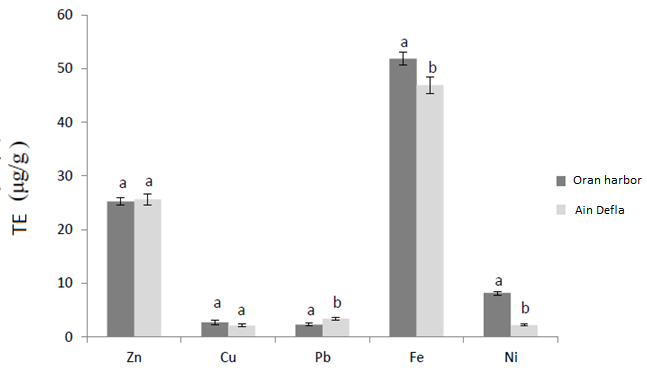 60
50
40
30
20
10
0
TE (µg/g)
a a
a a
a b
a b
a b
Zn Cu Pb Fe Ni
Oran harbor
Ain Defla